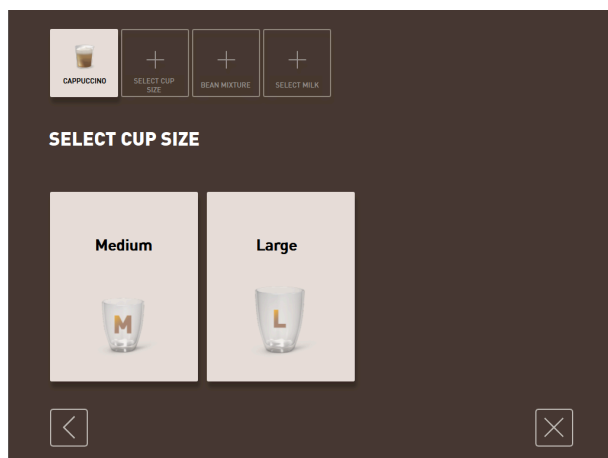 CAPPUCCINO
SELECT CUP
SIZE
BEAN MIXTURE
SELECT MILK
SELECT CUP SIZE
Medium
Large
M
L